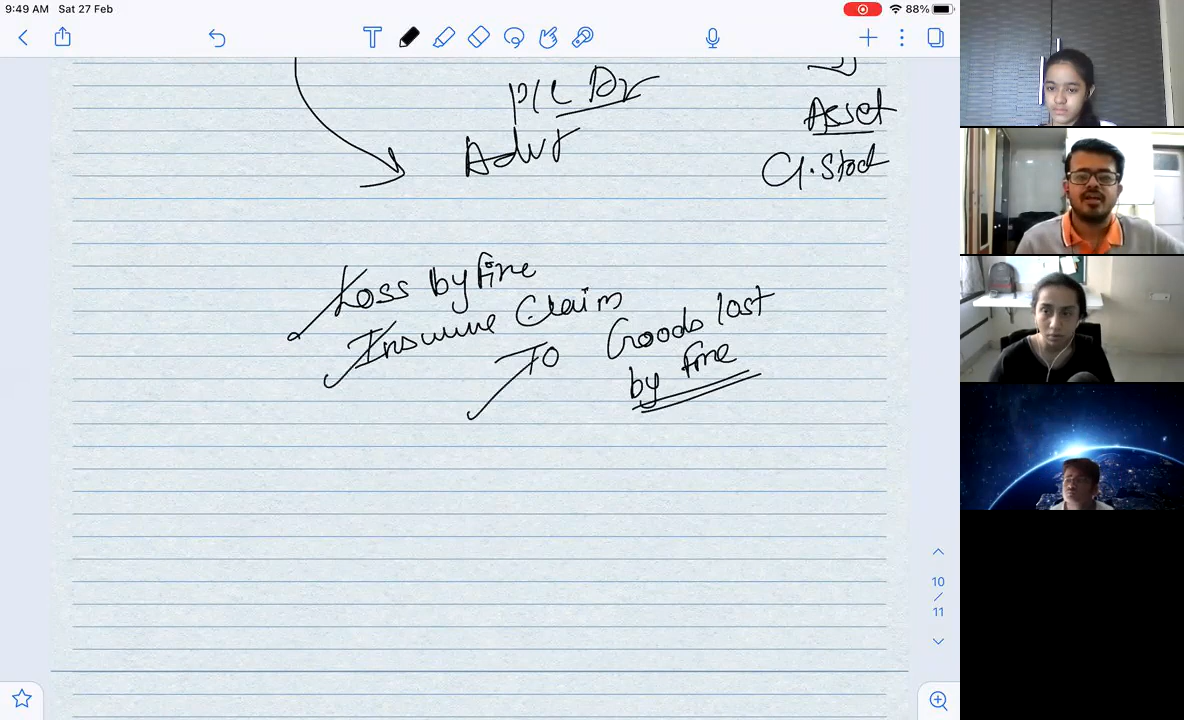 9:49 AM Sat 27 Feb
88%
P/L Dr
Asset
Advt
Cl. Stock
Loss by fire
Insurance Claim
To Goods lost
by fire
10
/
11